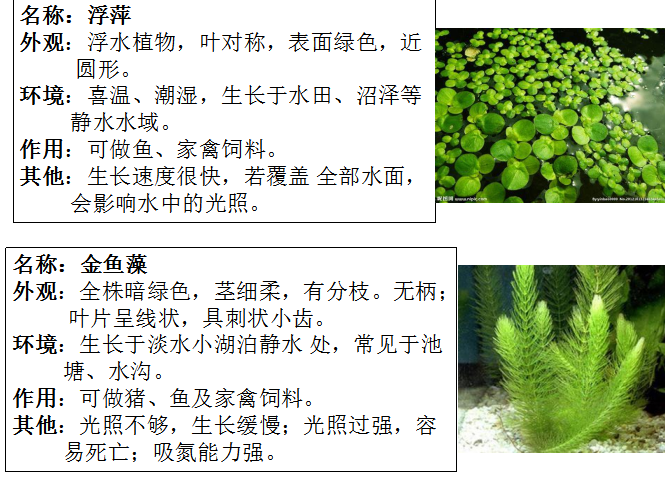 名称：浮萍
外观：浮水植物，叶对称，表面绿色，近
圆形。
环境：喜温、潮湿，生长于水田、沼泽等
静水水域。
作用：可做鱼、家禽饲料。
其他：生长速度很快，若覆盖 全部水面，
会影响水中的光照。
名称：金鱼藻
外观：全株暗绿色，茎细柔，有分枝。无柄；
叶片呈线状，具刺状小齿。
环境：生长于淡水小湖泊静水 处，常见于池
塘、水沟。
作用：可做猪、鱼及家禽饲料。
其他：光照不够，生长缓慢；光照过强，容
易死亡；吸氮能力强。